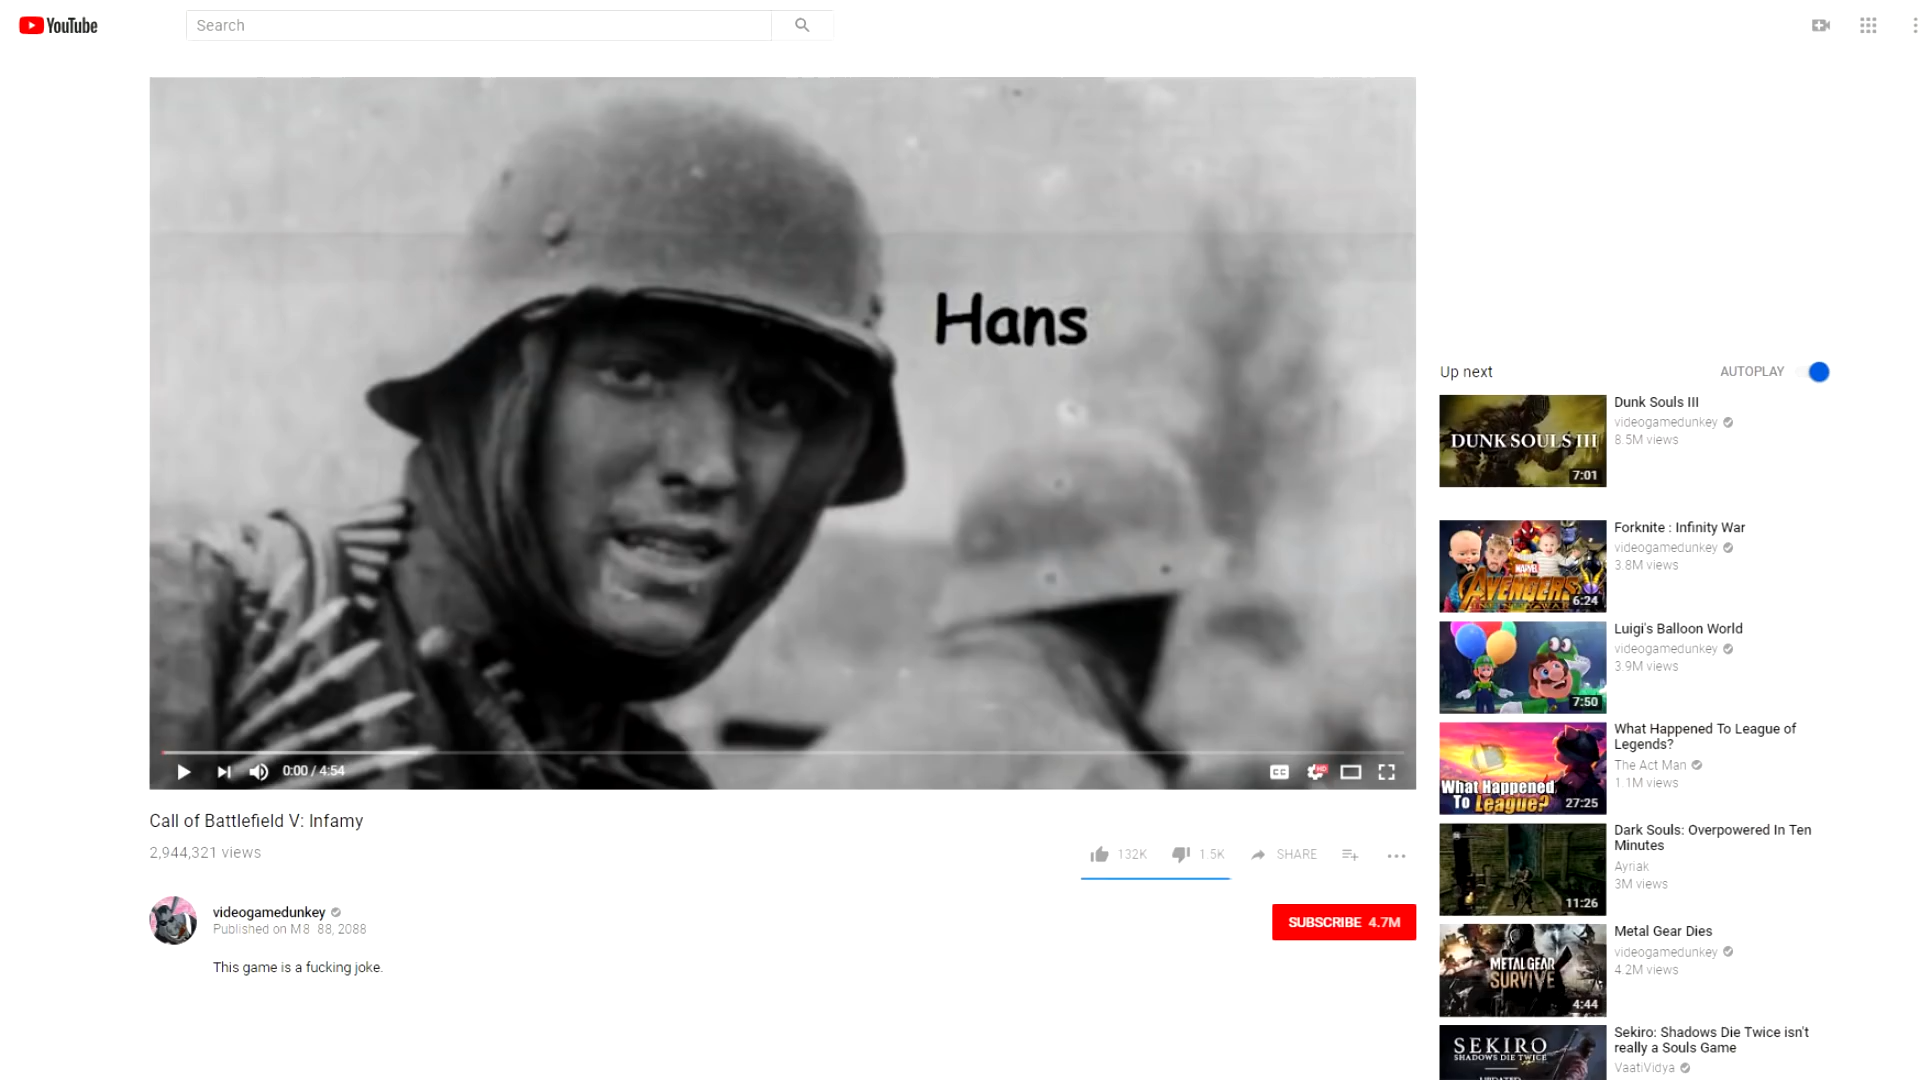 YouTube
Search
Hans
0:00 / 4:54
CC
HD
Call of Battlefield V: Infamy
2,944,321 views
132K
1.5K
SHARE
videogamedunkey
Published on M8 88, 2088
SUBSCRIBE 4.7M
This game is a fucking joke.
Up next
AUTOPLAY
DUNK SOULS III
7:01
Dunk Souls III
videogamedunkey
8.5M views
MARVEL
AVENGERS
INFINITY WAR
6:24
Forknite : Infinity War
videogamedunkey
3.8M views
7:50
Luigi's Balloon World
videogamedunkey
3.9M views
What Happened
To League?
27:25
What Happened To League of
Legends?
The Act Man
1.1M views
11:26
Dark Souls: Overpowered In Ten
Minutes
Ayriak
3M views
METAL GEAR
SURVIVE
4:44
Metal Gear Dies
videogamedunkey
4.2M views
SEKIRO
SHADOWS DIE TWICE
Sekiro: Shadows Die Twice isn't
really a Souls Game
VaatiVidya